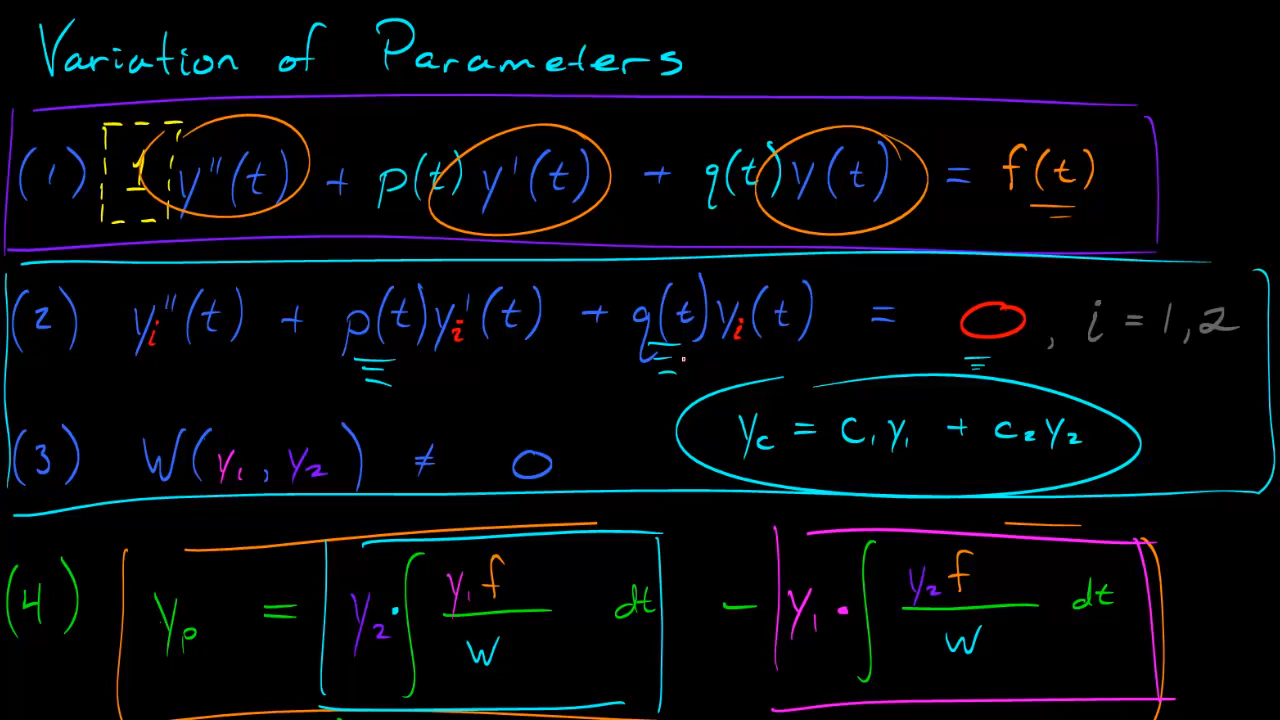 Variation of Parameters
(1) 1 y''(t) + p(t) y'(t) + q(t) y(t) = f(t)
(2) yᵢ''(t) + p(t)yᵢ'(t) + q(t)yᵢ(t) = 0, i = 1, 2
(3) W(y₁, y₂) ≠ 0 y_c = c₁y₁ + c₂y₂
(4) y_p = y₂ · ∫ y₁f / W dt - y₁ · ∫ y₂f / W dt